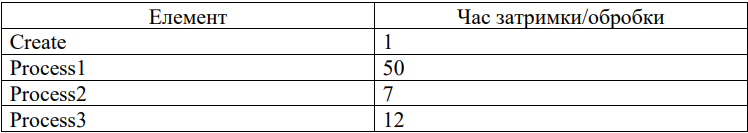 Елемент Час затримки/обробки
Create 1
Process1 50
Process2 7
Process3 12